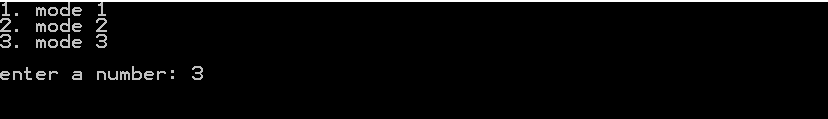 1. mode 1
2. mode 2
3. mode 3
enter a number: 3